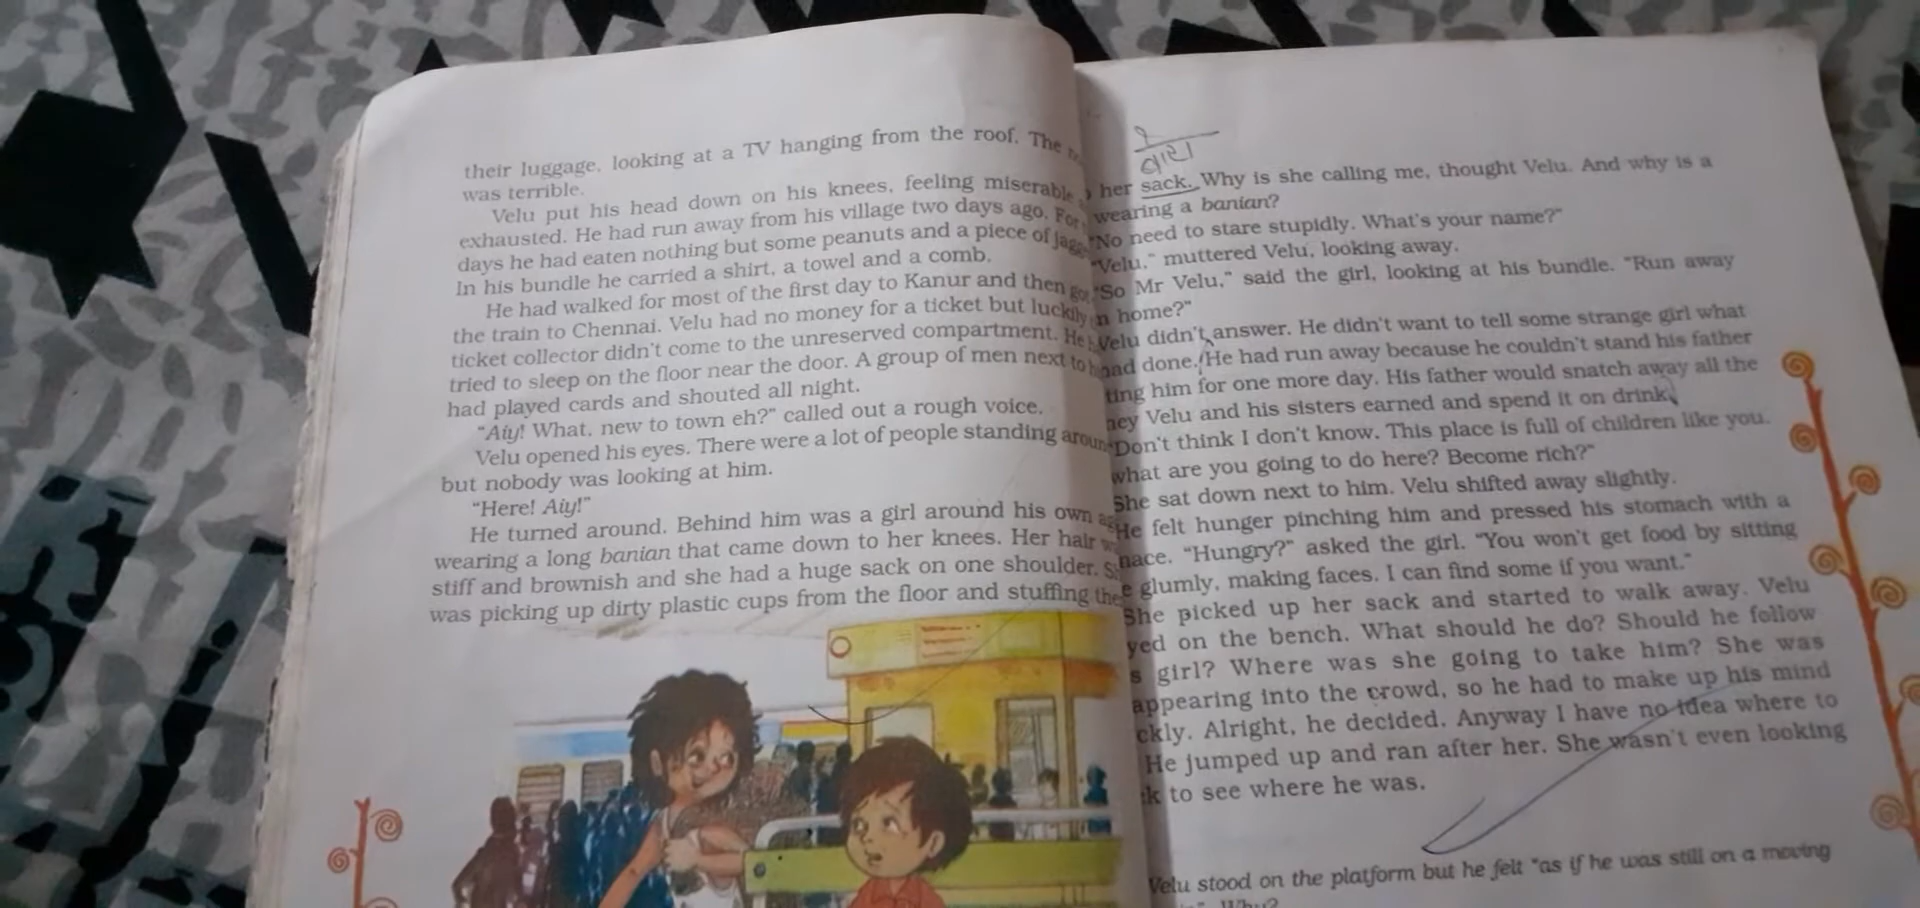 their luggage, looking at a TV hanging from the roof. The
was terrible.
Velu put his head down on his knees, feeling miserable
exhausted. He had run away from his village two days ago. For
days he had eaten nothing but some peanuts and a piece of
In his bundle he carried a shirt, a towel and a comb.
He had walked for most of the first day to Kanur and then
the train to Chennai. Velu had no money for a ticket but luckily
ticket collector didn't come to the unreserved compartment. He
tried to sleep on the floor near the door. A group of men next to
had played cards and shouted all night.
"Aiy! What, new to town eh?" called out a rough voice.
Velu opened his eyes. There were a lot of people standing
but nobody was looking at him.
"Here! Aiy!"
He turned around. Behind him was a girl around his own
wearing a long banian that came down to her knees. Her hair
stiff and brownish and she had a huge sack on one shoulder.
was picking up dirty plastic cups from the floor and stuffing
her sack. Why is she calling me, thought Velu. And why is a
wearing a banian?
"No need to stare stupidly. What's your name?"
"Velu," muttered Velu, looking away.
"So Mr Velu," said the girl, looking at his bundle. "Run away
home?"
Velu didn't answer. He didn't want to tell some strange girl what
had done. He had run away because he couldn't stand his father
him for one more day. His father would snatch away all the
Velu and his sisters earned and spend it on drink.
"Don't think I don't know. This place is full of children like you.
what are you going to do here? Become rich?"
She sat down next to him. Velu shifted away slightly.
He felt hunger pinching him and pressed his stomach with a
"Hungry?" asked the girl. "You won't get food by sitting
glumly, making faces. I can find some if you want."
She picked up her sack and started to walk away. Velu
on the bench. What should he do? Should he follow
girl? Where was she going to take him? She was
into the crowd, so he had to make up his mind
Alright, he decided. Anyway I have no idea where to
He jumped up and ran after her. She wasn't even looking
to see where he was.
Velu stood on the platform but he felt "as if he was still on a moving
Why?